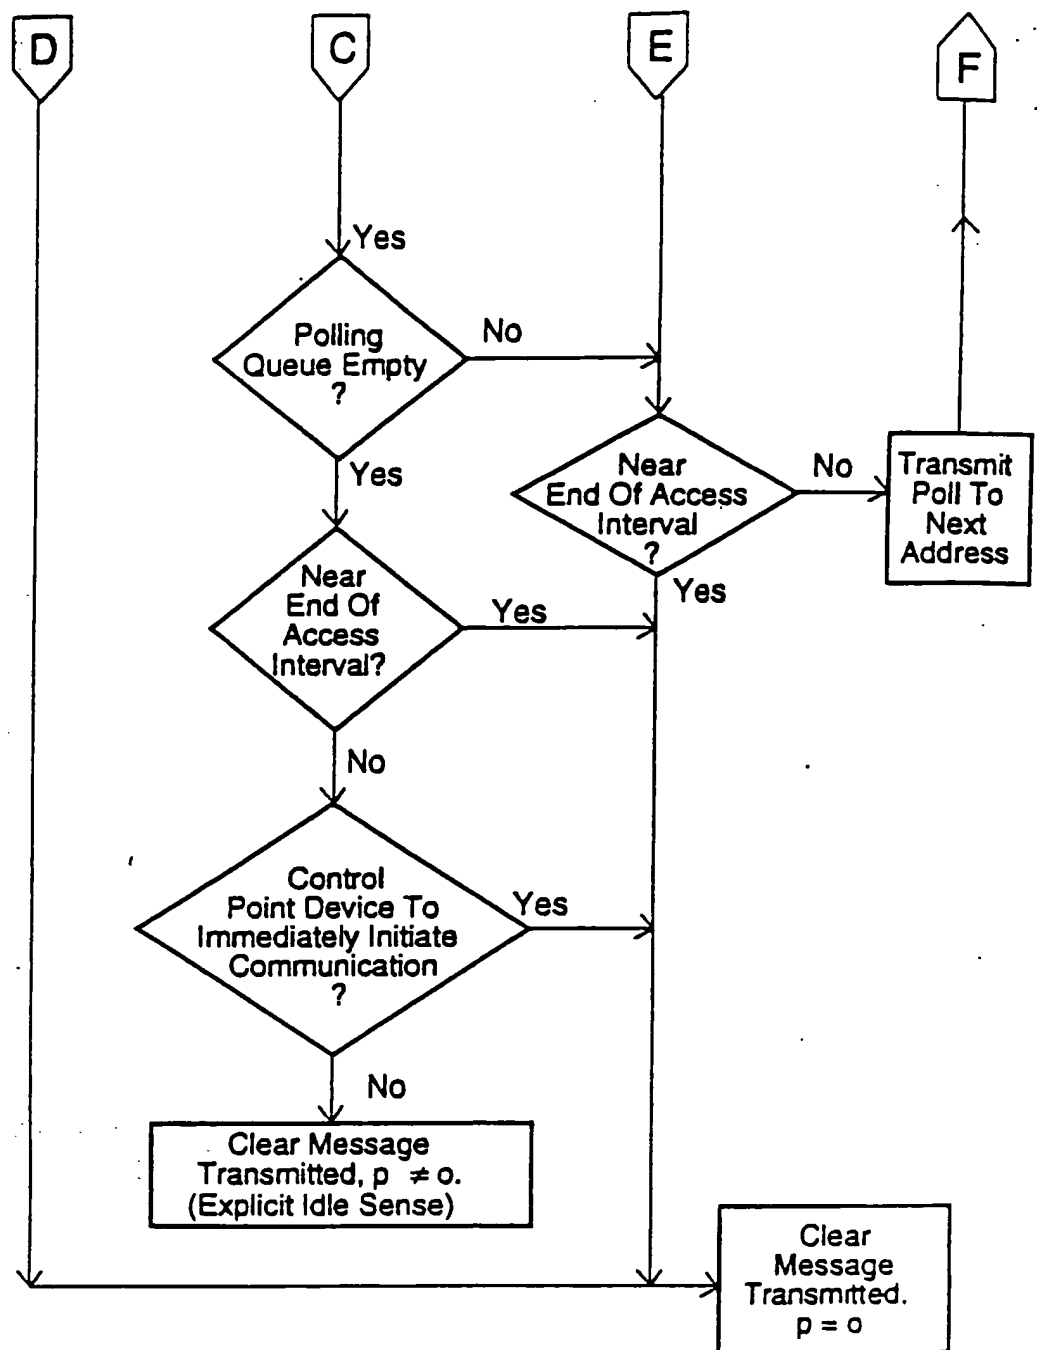 D
C
E
F
Yes
Polling
Queue Empty
?
No
Yes
Near
End Of Access
Interval
?
No
Transmit
Poll To
Next
Address
Yes
Near
End Of
Access
Interval?
Yes
No
Control
Point Device To
Immediately Initiate
Communication
?
Yes
No
Clear Message
Transmitted, p ≠ o.
(Explicit Idle Sense)
Clear
Message
Transmitted.
p = o